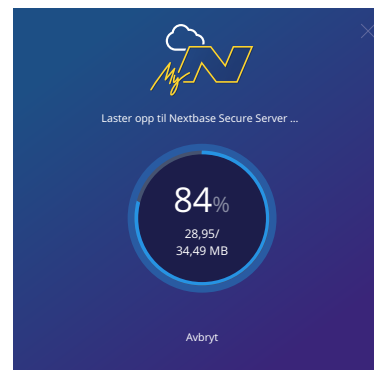 My N
Laster opp til Nextbase Secure Server ...
84%
28,95/
34,49 MB
Avbryt